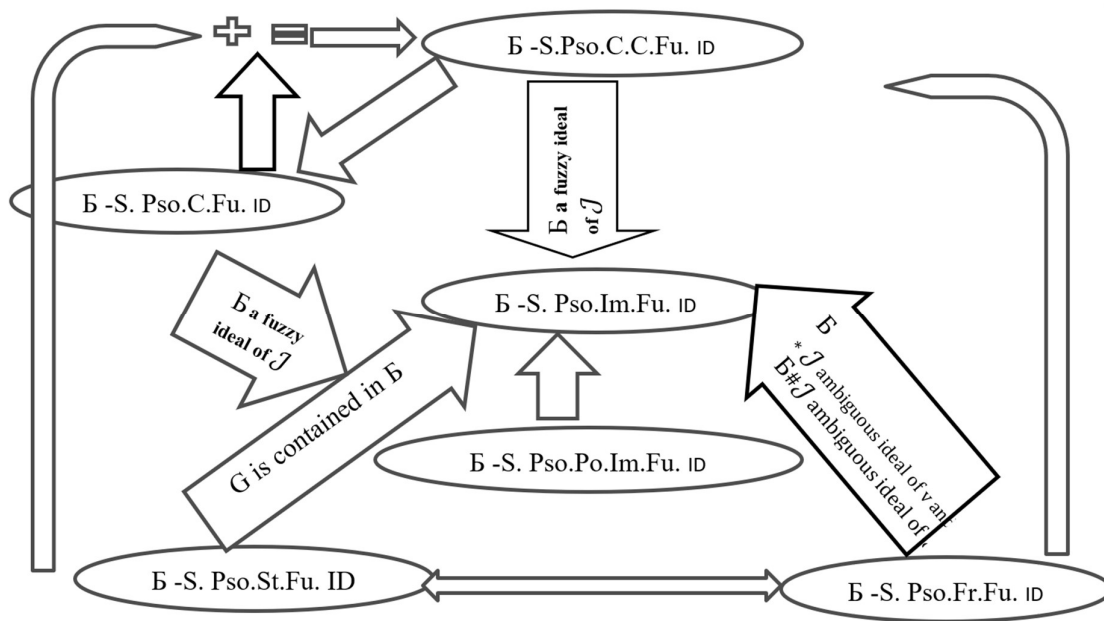 Б -S.Pso.C.C.Fu. ID
Б a fuzzy ideal
of J
Б -S. Pso.C.Fu. ID
Б a fuzzy
ideal of J
Б -S. Pso.Im.Fu. ID
Б
* J ambiguous ideal of v
Б#J ambiguous ideal of
G is contained in Б
Б -S. Pso.Po.Im.Fu. ID
Б -S. Pso.St.Fu. ID
Б -S. Pso.Fr.Fu. ID